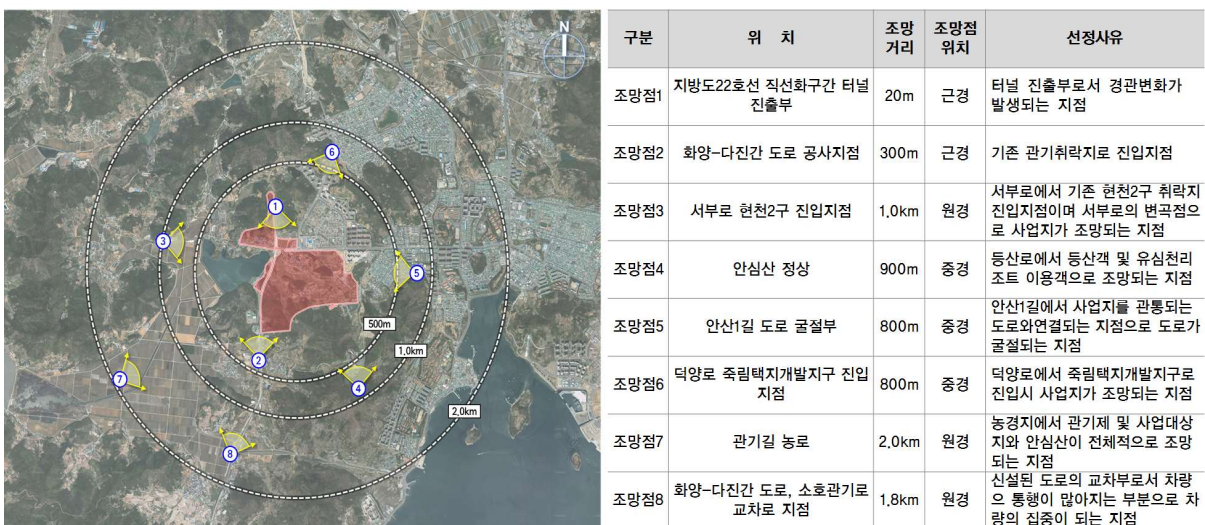 N
6
1
3
5
500m
1.0km
2
4
7
2.0km
8
구분 위 치 조망 거리 조망점 위치 선정사유
조망점1 지방도22호선 직선화구간 터널 진출부 20m 근경 터널 진출부로서 경관변화가 발생되는 지점
조망점2 화양–다진간 도로 공사지점 300m 근경 기존 관기취락지로 진입지점
조망점3 서부로 현천2구 진입지점 1.0km 원경 서부로에서 기존 현천2구 취락지 진입지점이며 서부로의 변곡점으로 사업지가 조망되는 지점
조망점4 안심산 정상 900m 중경 등산로에서 등산객 및 유심천리조트 이용객으로 조망되는 지점
조망점5 안산1길 도로 굴절부 800m 중경 안산1길에서 사업지를 관통되는 도로와연결되는 지점으로 도로가 굴절되는 지점
조망점6 덕양로 죽림택지개발지구 진입지점 800m 중경 덕양로에서 죽림택지개발지구로 진입시 사업지가 조망되는 지점
조망점7 관기길 농로 2.0km 원경 농경지에서 관기제 및 사업대상지와 안심산이 전체적으로 조망되는 지점
조망점8 화양–다진간 도로, 소호관기로 교차로 지점 1.8km 원경 신설된 도로의 교차부로서 차량으 통행이 많아지는 부분으로 차량의 집중이 되는 지점